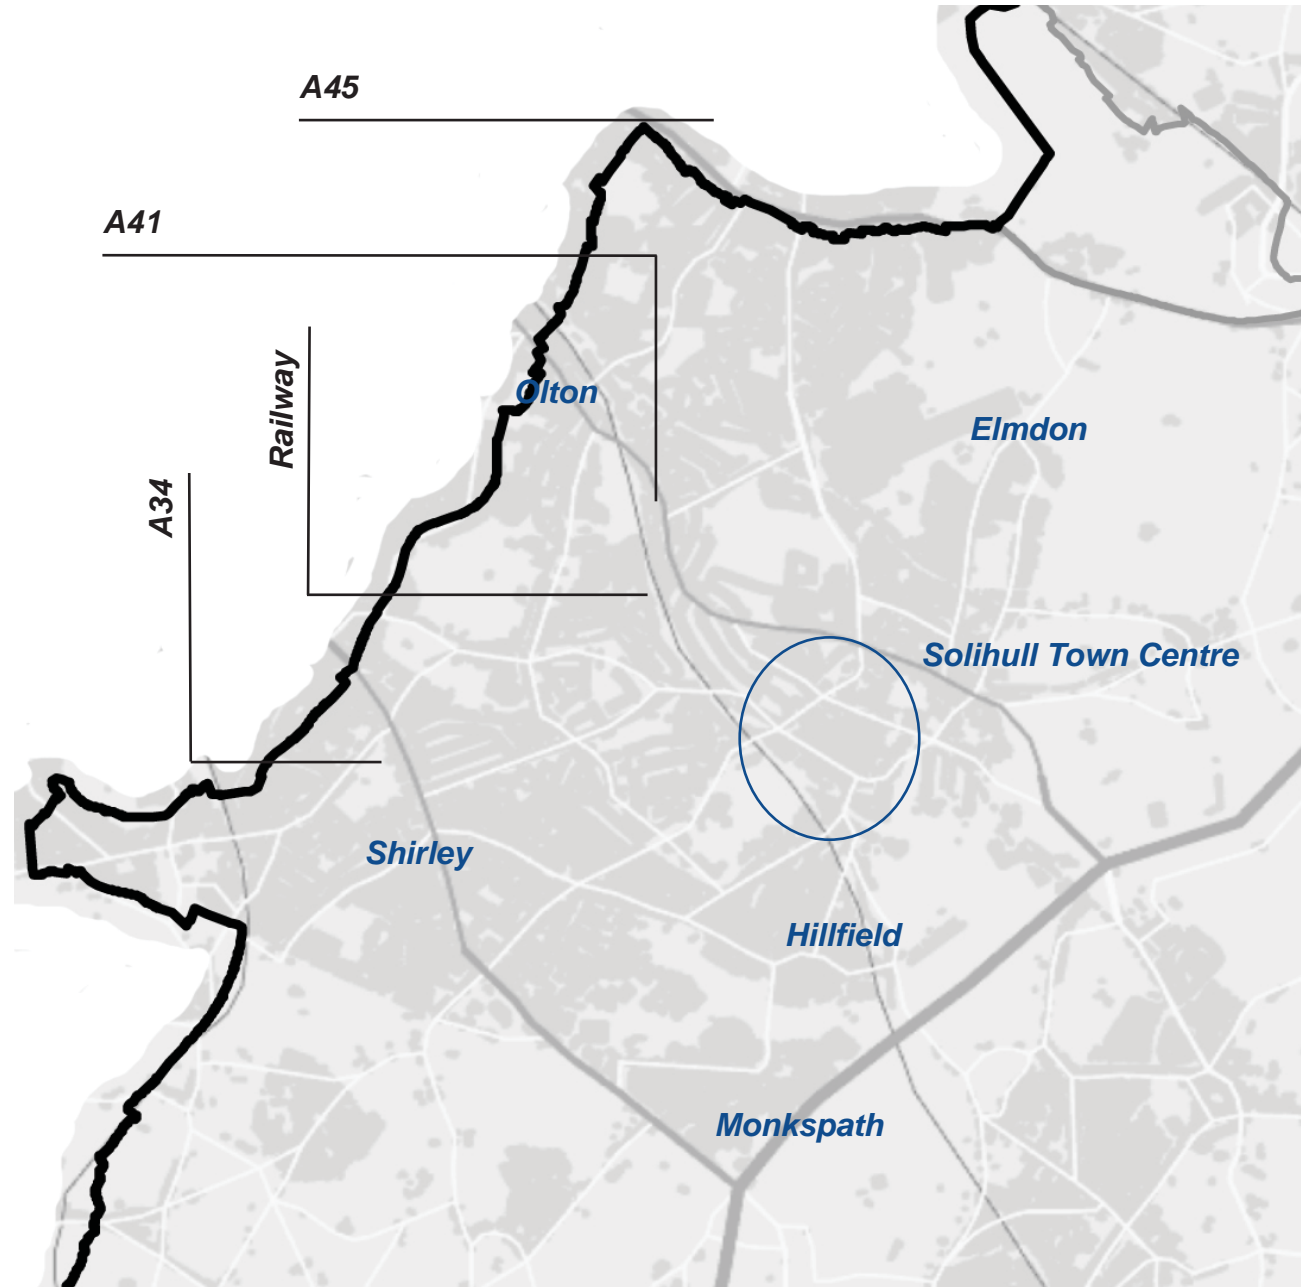 A45
A41
Railway
Olton
Elmdon
A34
Solihull Town Centre
Shirley
Hillfield
Monkspath